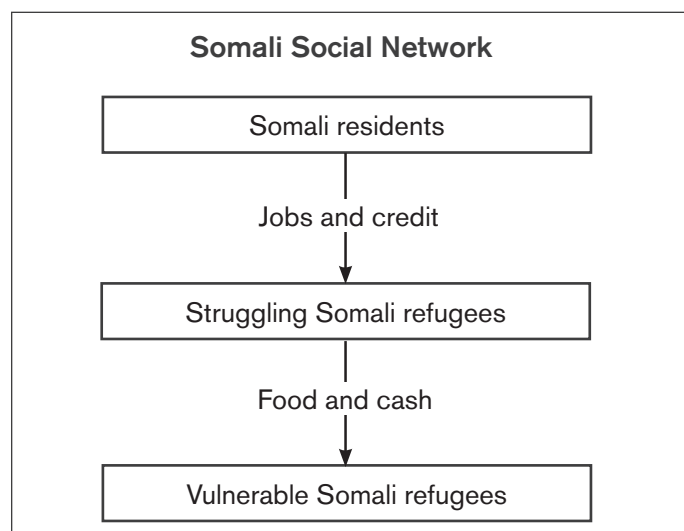 Somali Social Network
Somali residents
Jobs and credit
Struggling Somali refugees
Food and cash
Vulnerable Somali refugees